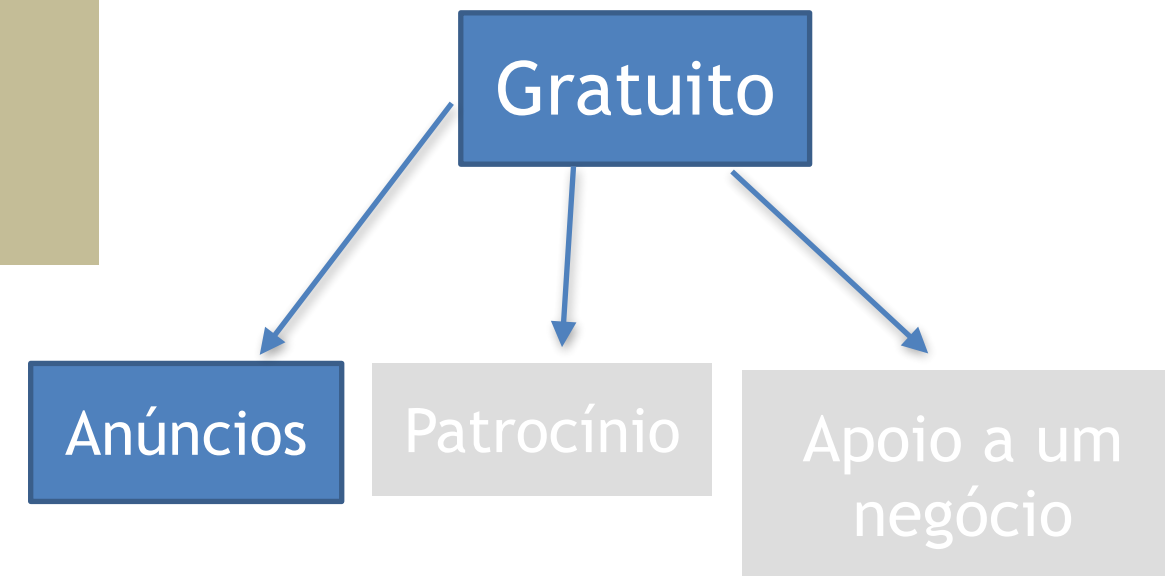 Gratuito
Anúncios
Patrocínio
Apoio a um
negócio